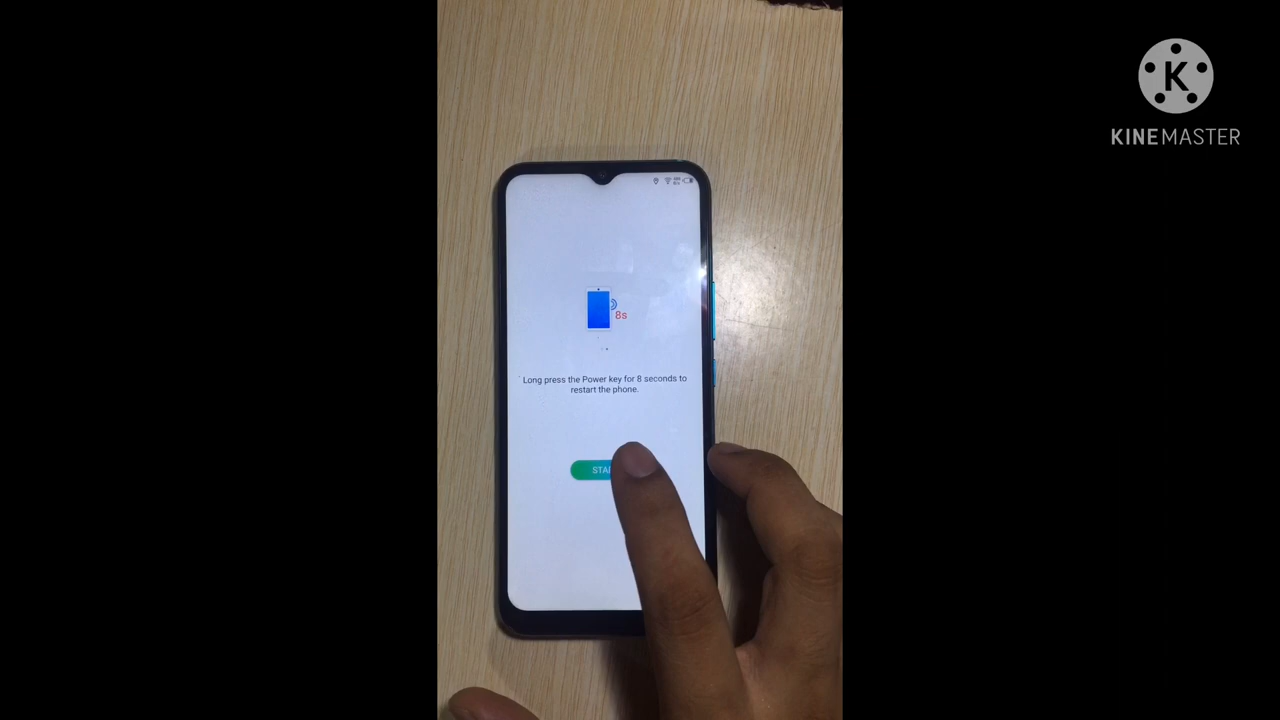 KINEMASTER
8s
Long press the Power key for 8 seconds to
restart the phone.